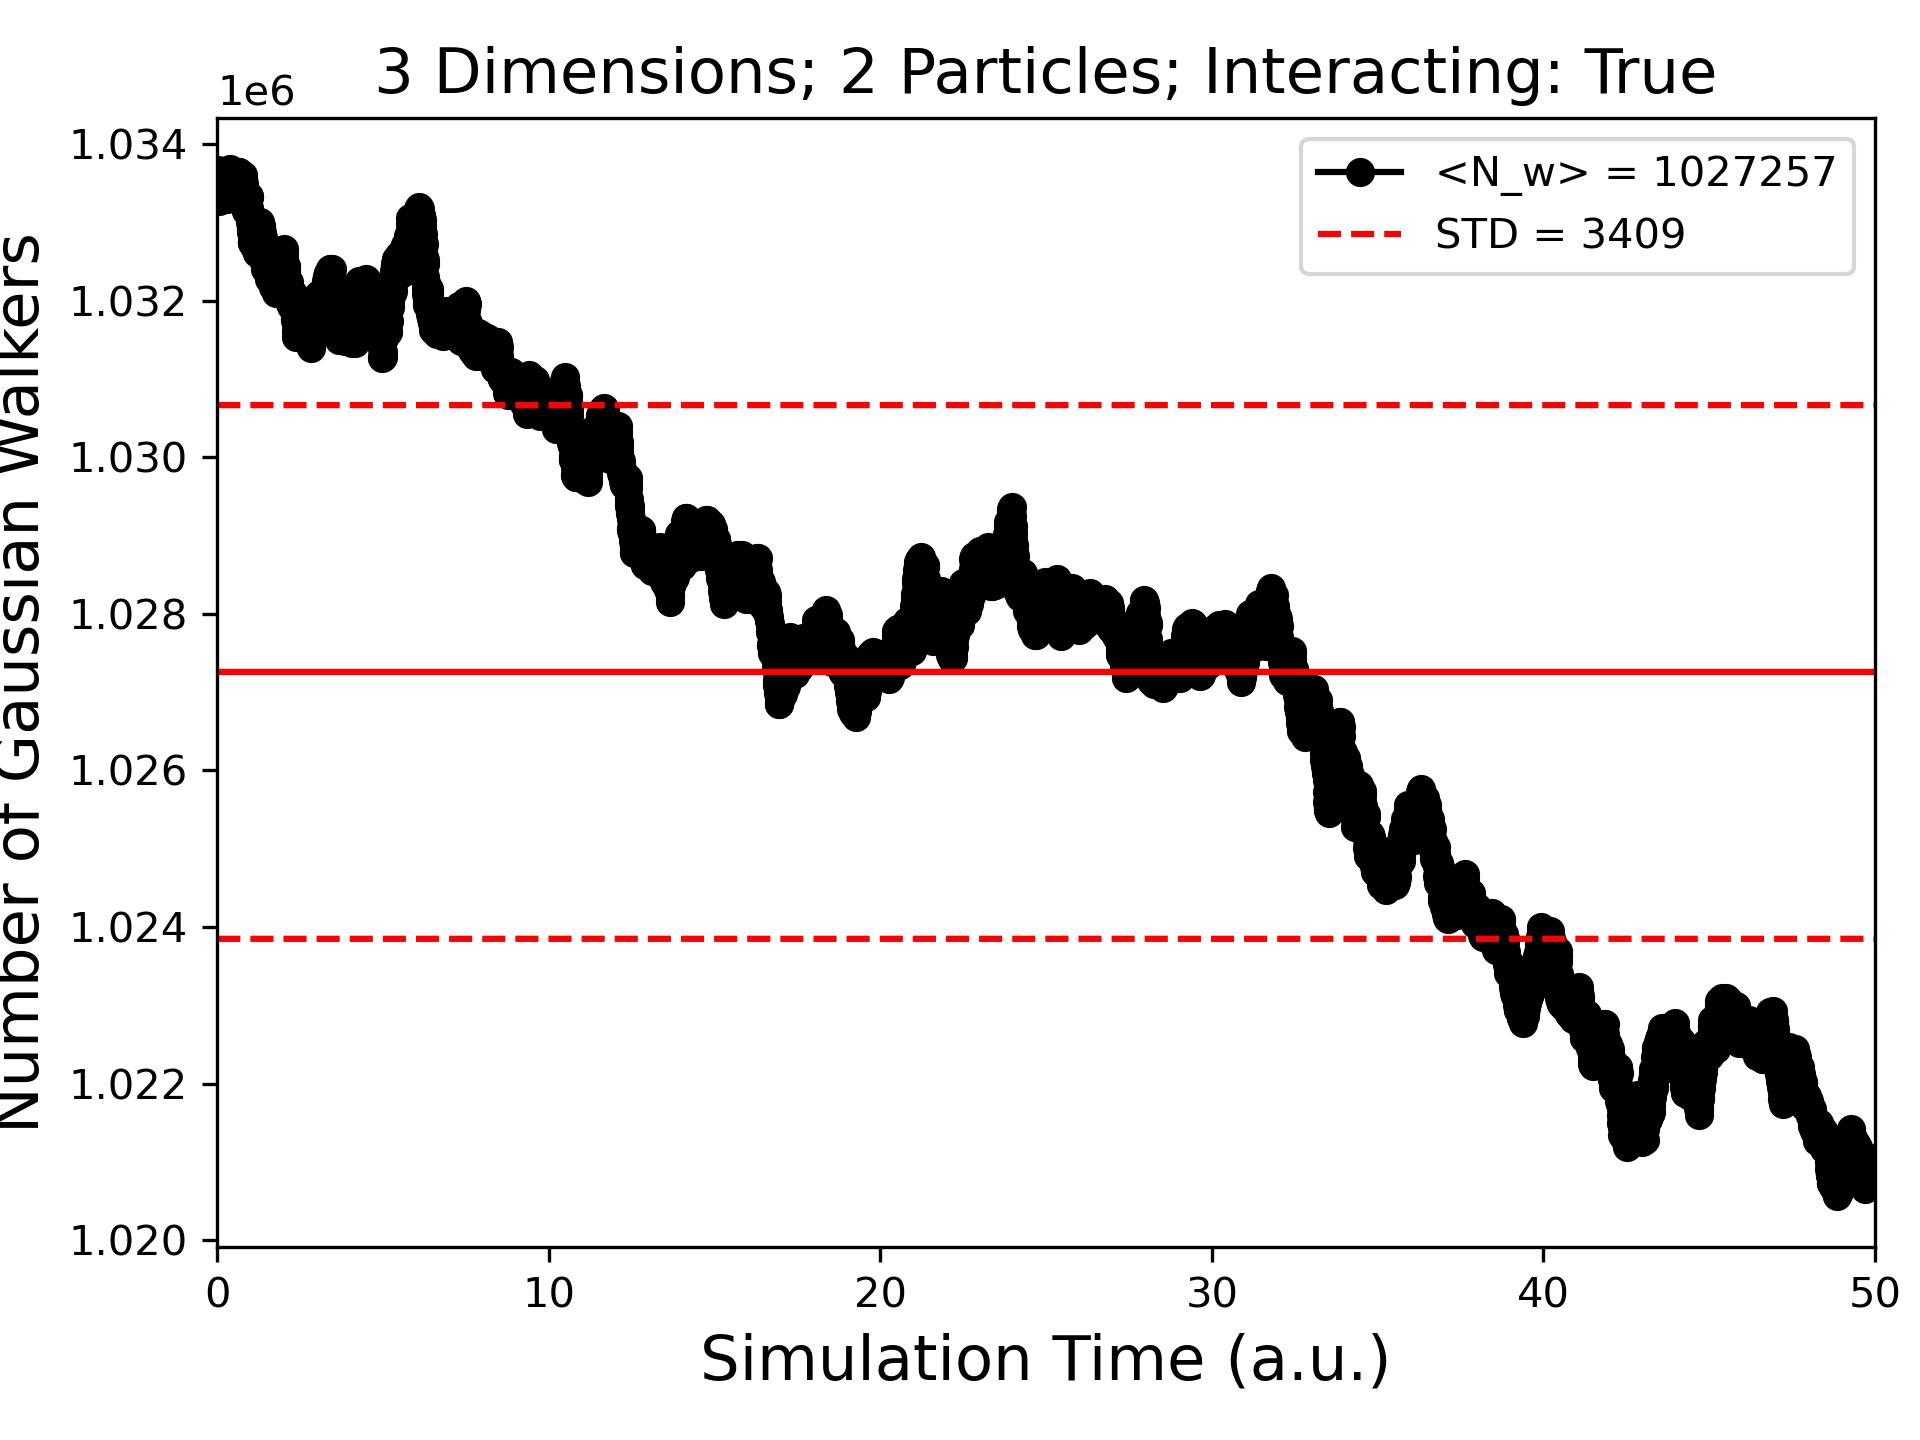 3 Dimensions; 2 Particles; Interacting: True
1e6
<N_w> = 1027257
STD = 3409
1.034
1.032
1.030
1.028
1.026
1.024
1.022
1.020
Number of Gaussian Walkers
0 10 20 30 40 50
Simulation Time (a.u.)